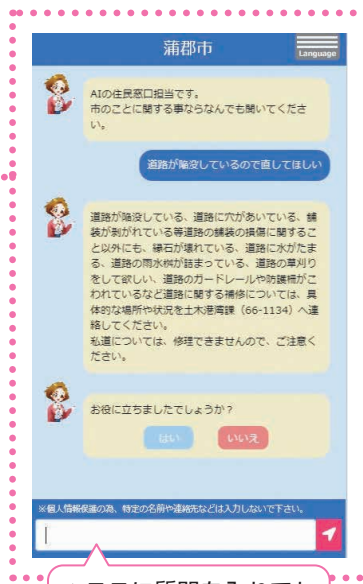 蒲郡市
Language
AIの住民窓口担当です。
市のことに関する事ならなんでも聞いてくださ
い。
道路が陥没しているので直してほしい
道路が陥没している、道路に穴があいている、舗
装が剥がれている等道路の舗装の損傷に関するこ
と以外にも、縁石が壊れている、道路に水がたま
る、道路の雨水桝が詰まっている、道路の草刈り
をして欲しい、道路のガードレールや防護柵がこ
われているなど道路に関する補修については、具
体的な場所や状況を土木港湾課（66-1134）へ連
絡してください。
私道については、修理できませんので、ご注意く
ださい。
お役に立ちましたでしょうか？
はい
いいえ
※個人情報保護の為、特定の名前や連絡先などは入力しないで下さい。